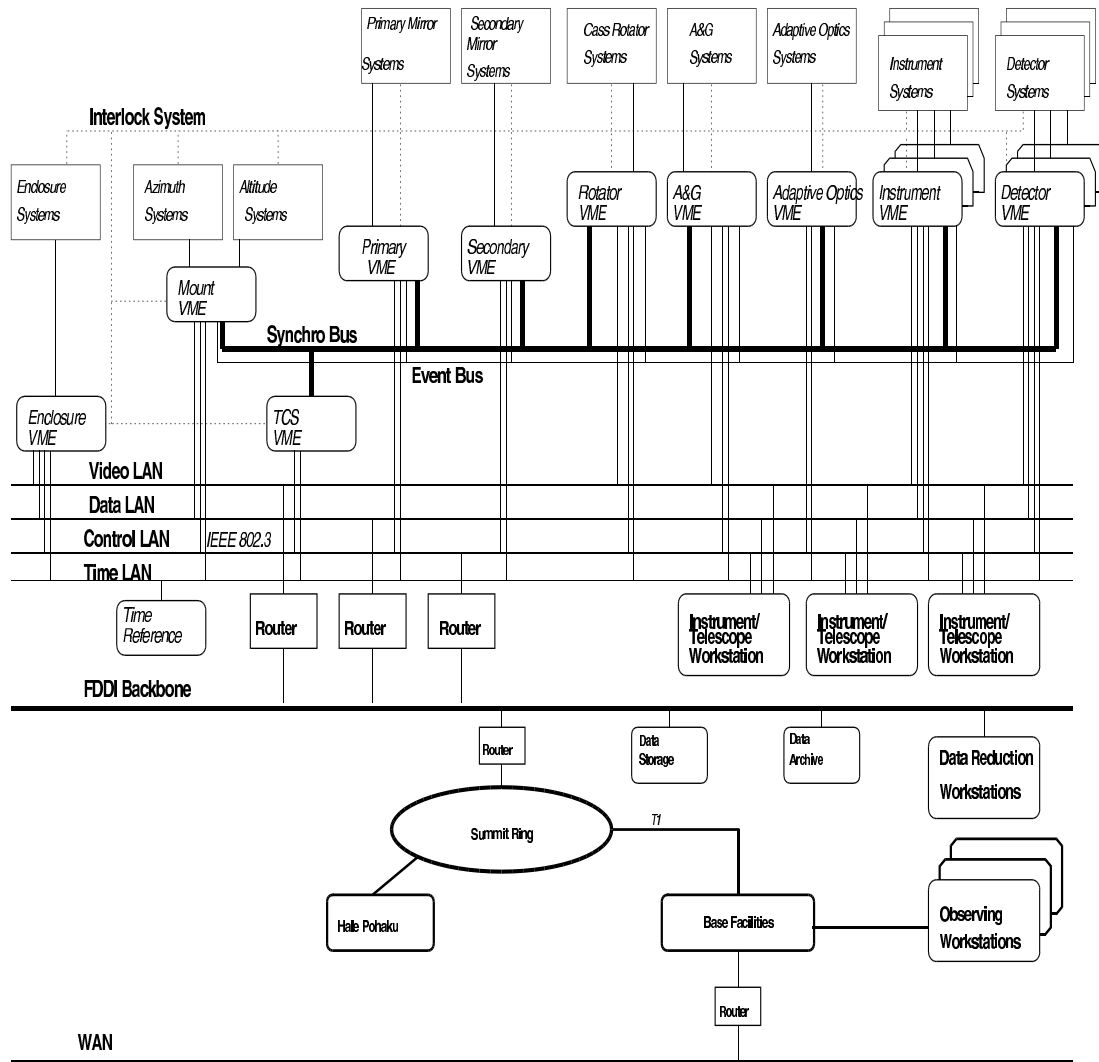 Primary Mirror
Systems
Secondary
Mirror
Systems
Cass Rotator
Systems
A&G
Systems
Adaptive Optics
Systems
Instrument
Systems
Detector
Systems
Interlock System
Enclosure
Systems
Azimuth
Systems
Altitude
Systems
Rotator
VME
A&G
VME
Adaptive Optics
VME
Instrument
VME
Detector
VME
Primary
VME
Secondary
VME
Mount
VME
Synchro Bus
Event Bus
Enclosure
VME
TCS
VME
Video LAN
Data LAN
Control LAN
IEEE 802.3
Time LAN
Time
Reference
Router
Router
Router
Instrument/
Telescope
Workstation
Instrument/
Telescope
Workstation
Instrument/
Telescope
Workstation
FDDI Backbone
Router
Data
Storage
Data
Archive
Data Reduction
Workstations
Summit Ring
T1
Halle Pohaku
Base Facilities
Observing
Workstations
Router
WAN